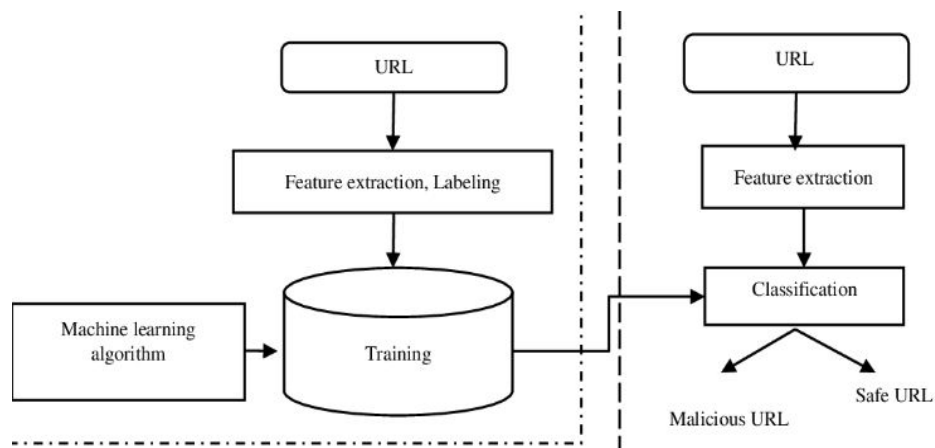 URL
Feature extraction, Labeling
Machine learning
algorithm
Training
URL
Feature extraction
Classification
Malicious URL
Safe URL